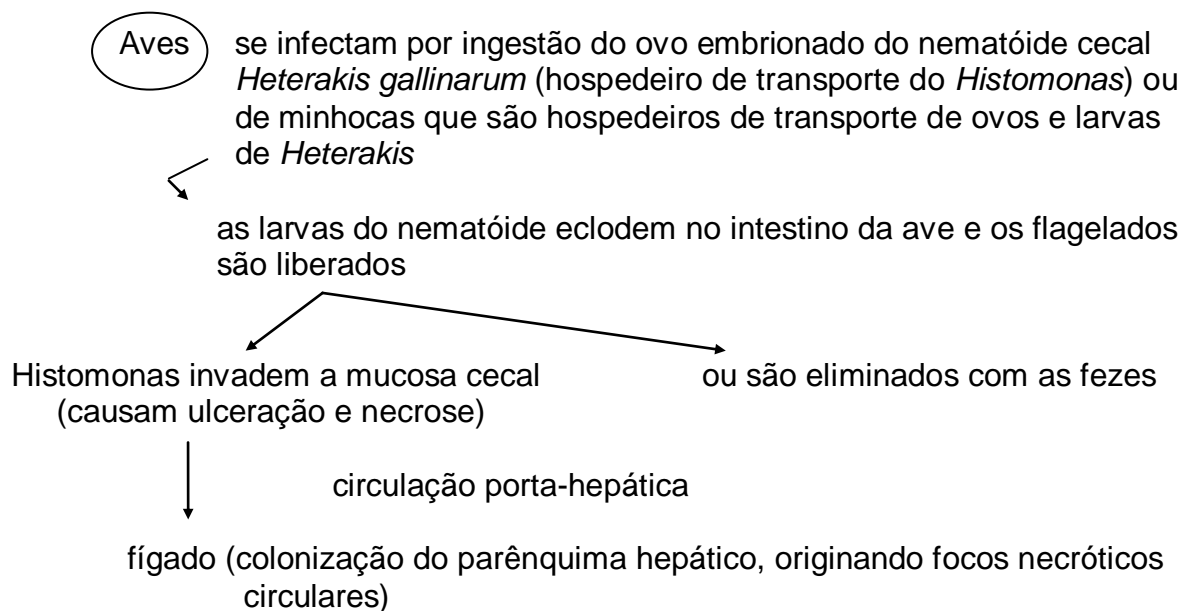 Aves se infectam por ingestão do ovo embrionado do nematóide cecal
Heterakis gallinarum (hospedeiro de transporte do Histomonas) ou
de minhocas que são hospedeiros de transporte de ovos e larvas
de Heterakis
as larvas do nematóide eclodem no intestino da ave e os flagelados
são liberados
Histomonas invadem a mucosa cecal ou são eliminados com as fezes
(causam ulceração e necrose)
circulação porta-hepática
fígado (colonização do parênquima hepático, originando focos necróticos
circulares)